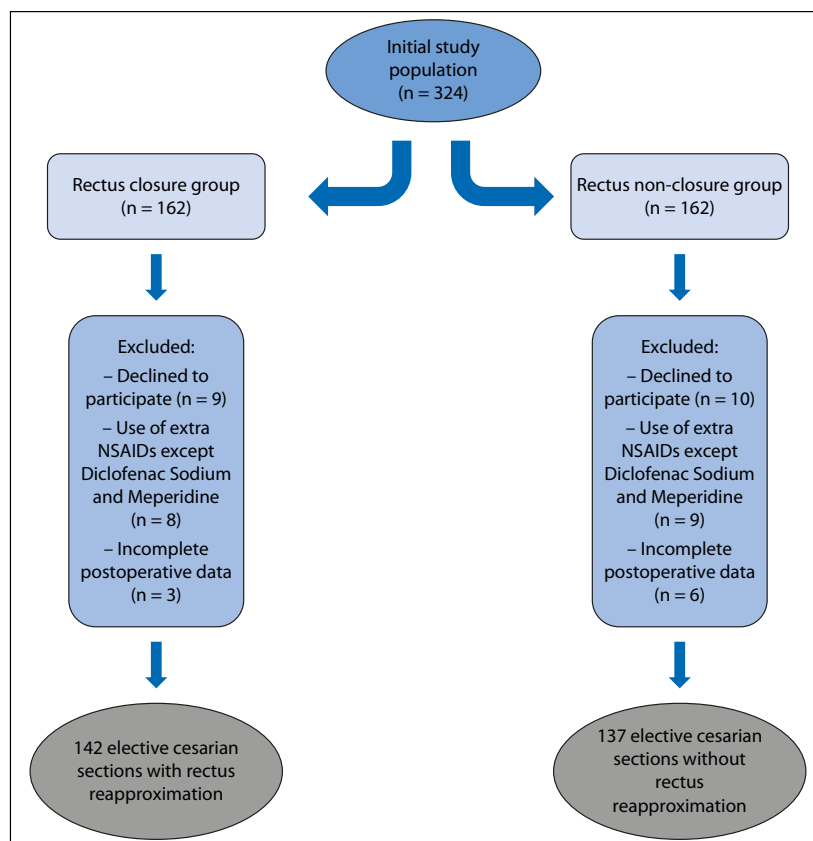 Initial study
population
(n = 324)
Rectus closure group
(n = 162)
Rectus non-closure group
(n = 162)
Excluded:
– Declined to
participate (n = 9)
– Use of extra
NSAIDs except
Diclofenac Sodium
and Meperidine
(n = 8)
– Incomplete
postoperative data
(n = 3)
Excluded:
– Declined to
participate (n = 10)
– Use of extra
NSAIDs except
Diclofenac Sodium
and Meperidine
(n = 9)
– Incomplete
postoperative data
(n = 6)
142 elective cesarian
sections with rectus
reapproximation
137 elective cesarian
sections without
rectus
reapproximation